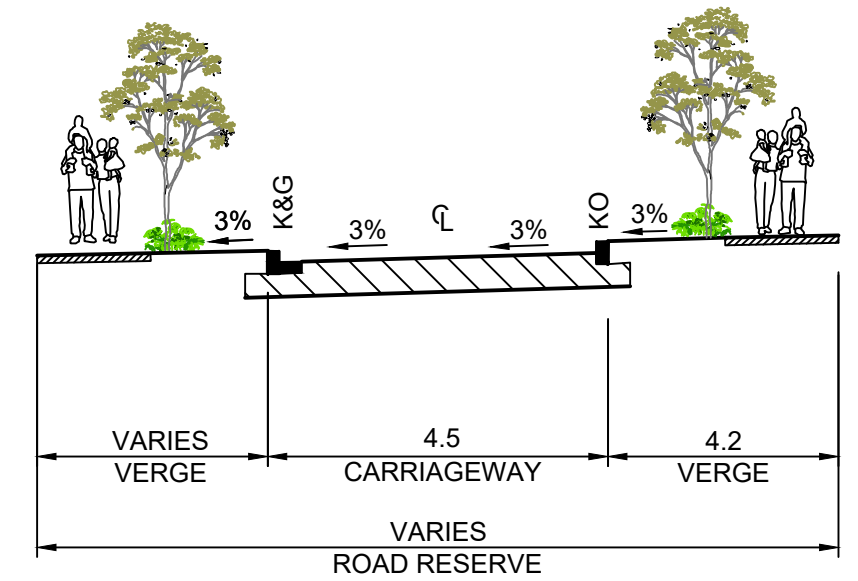 K&G
KO
3%
3%
℄
3%
3%
VARIES
VERGE
4.5
CARRIAGEWAY
4.2
VERGE
VARIES
ROAD RESERVE